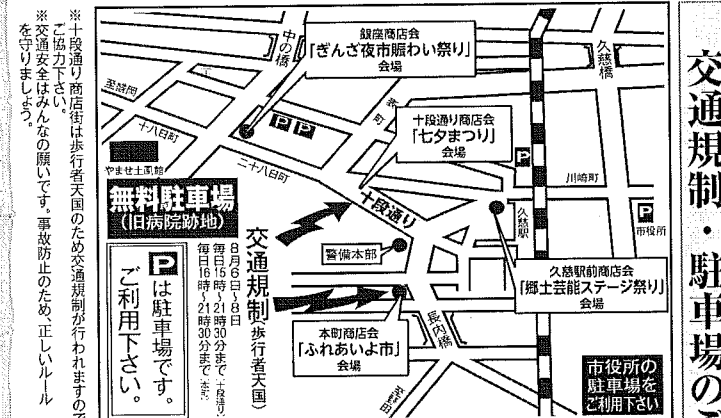 交通規制・駐車場のご
久慈橋
中の橋
銀座商店会
「ぎんざ夜市賑わい祭り」
会場
十段通り商店会
「七夕まつり」
会場
至盛岡
十八日町
二十八日町
やませ土風館
P P
P
川崎町
P
市役所
久慈駅
十段通り
無料駐車場
(旧病院跡地)
警備本部
久慈駅前商店会
「郷土芸能ステージ祭り」
会場
本町商店会
「ふれあいよ市」
会場
長内橋
至野田
市役所の
駐車場を
ご利用下さい
交通規制(歩行者天国)
8月6日〜8日
毎日15時〜21時30分まで(十段通り)
毎日16時〜21時30分まで(本町)
Pは駐車場です。
ご利用下さい。
※十段通り商店街は歩行者天国のため交通規制が行われますので
ご協力下さい。
※交通安全はみんなの願いです。事故防止のため、正しいルール
を守りましょう。